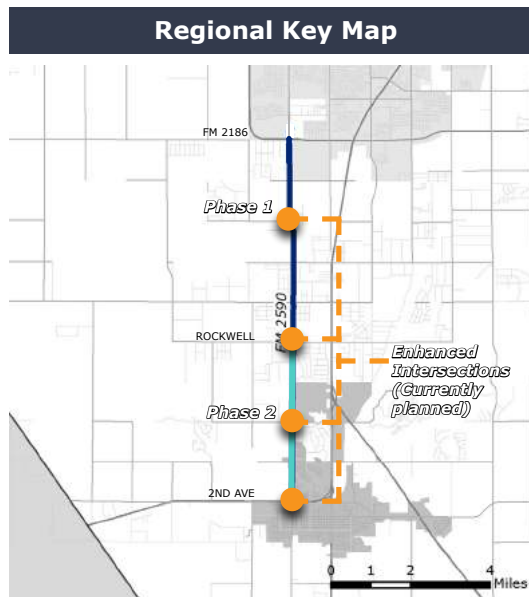 Regional Key Map
FM 2186
Phase 1
FM 2590
ROCKWELL
Enhanced
Intersections
(Currently
planned)
Phase 2
2ND AVE
0 1 2 4
Miles